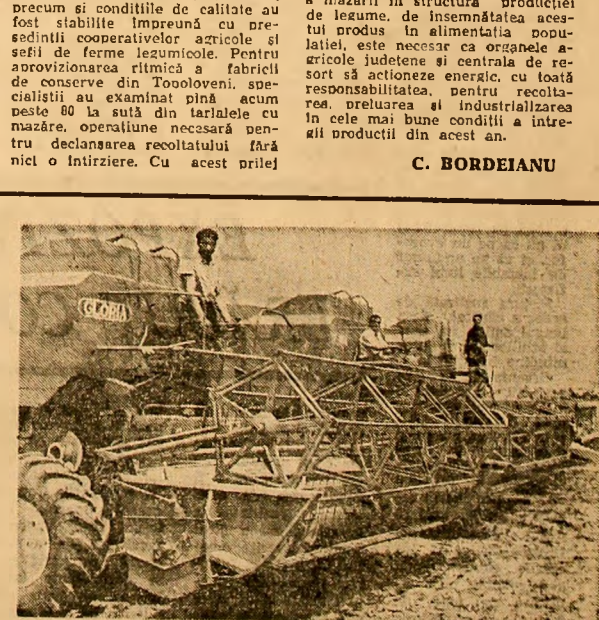 precum și condițiile de calitate au
fost stabilite împreună cu pre-
ședinții cooperativelor agricole și
șefii de ferme legumicole. Pentru
aprovizionarea ritmică a fabricii
de conserve din Topoloveni, spe-
cialiștii au examinat pînă acum
peste 80 la sută din tarlalele cu
mazăre, operațiune necesară pen-
tru declanșarea recoltatului fără
nici o întîrziere. Cu acest prilej
a mazării în structura producției
de legume, de însemnătatea aces-
tui produs în alimentația popu-
lației, este necesar ca organele a-
gricole județene și centrala de re-
sort să acționeze energic, cu toată
responsabilitatea, pentru recolta-
rea, preluarea și industrializarea
în cele mai bune condiții a între-
gii producții din acest an.
C. BORDEIANU
GLORIA